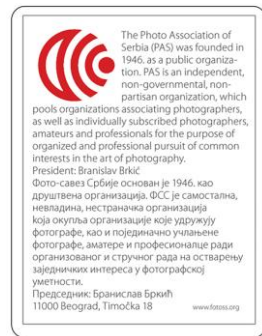 The Photo Association of
Serbia (PAS) was founded in
1946. as a public organiza-
tion. PAS is an independent,
non-governmental, non-
partisan organization, which
pools organizations associating photographers,
as well as individually subscribed photographers,
amateurs and professionals for the purpose of
organized and professional pursuit of common
interests in the art of photography.
President: Branislav Brkić
Фото-савез Србије основан је 1946. као
друштвена организација. ФСС је самостална,
невладина, нестраначка организација
која окупља организације које удружују
фотографе, као и појединачно учлањене
фотографе, аматере и професионалце ради
организованог и стручног рада на остварењу
заједничких интереса у фотографској
уметности.
Председник: Бранислав Бркић
11000 Beograd, Timočka 18
www.fotoss.org